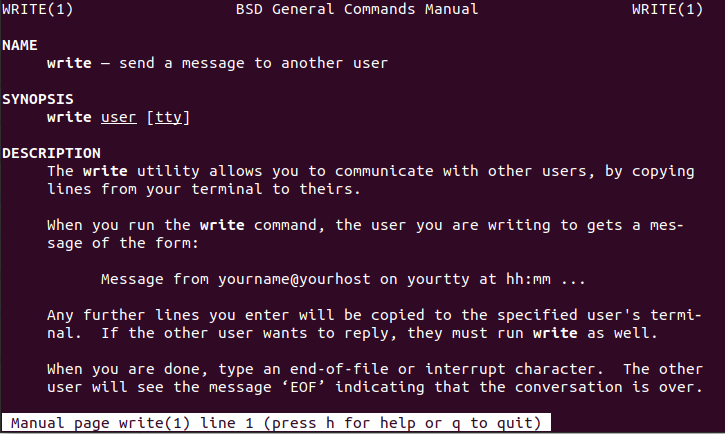 WRITE(1) BSD General Commands Manual WRITE(1)
NAME
write — send a message to another user
SYNOPSIS
write user [tty]
DESCRIPTION
The write utility allows you to communicate with other users, by copying
lines from your terminal to theirs.
When you run the write command, the user you are writing to gets a mes-
sage of the form:
Message from yourname@yourhost on yourtty at hh:mm ...
Any further lines you enter will be copied to the specified user's termi-
nal.  If the other user wants to reply, they must run write as well.
When you are done, type an end-of-file or interrupt character.  The other
user will see the message ‘EOF’ indicating that the conversation is over.
Manual page write(1) line 1 (press h for help or q to quit)